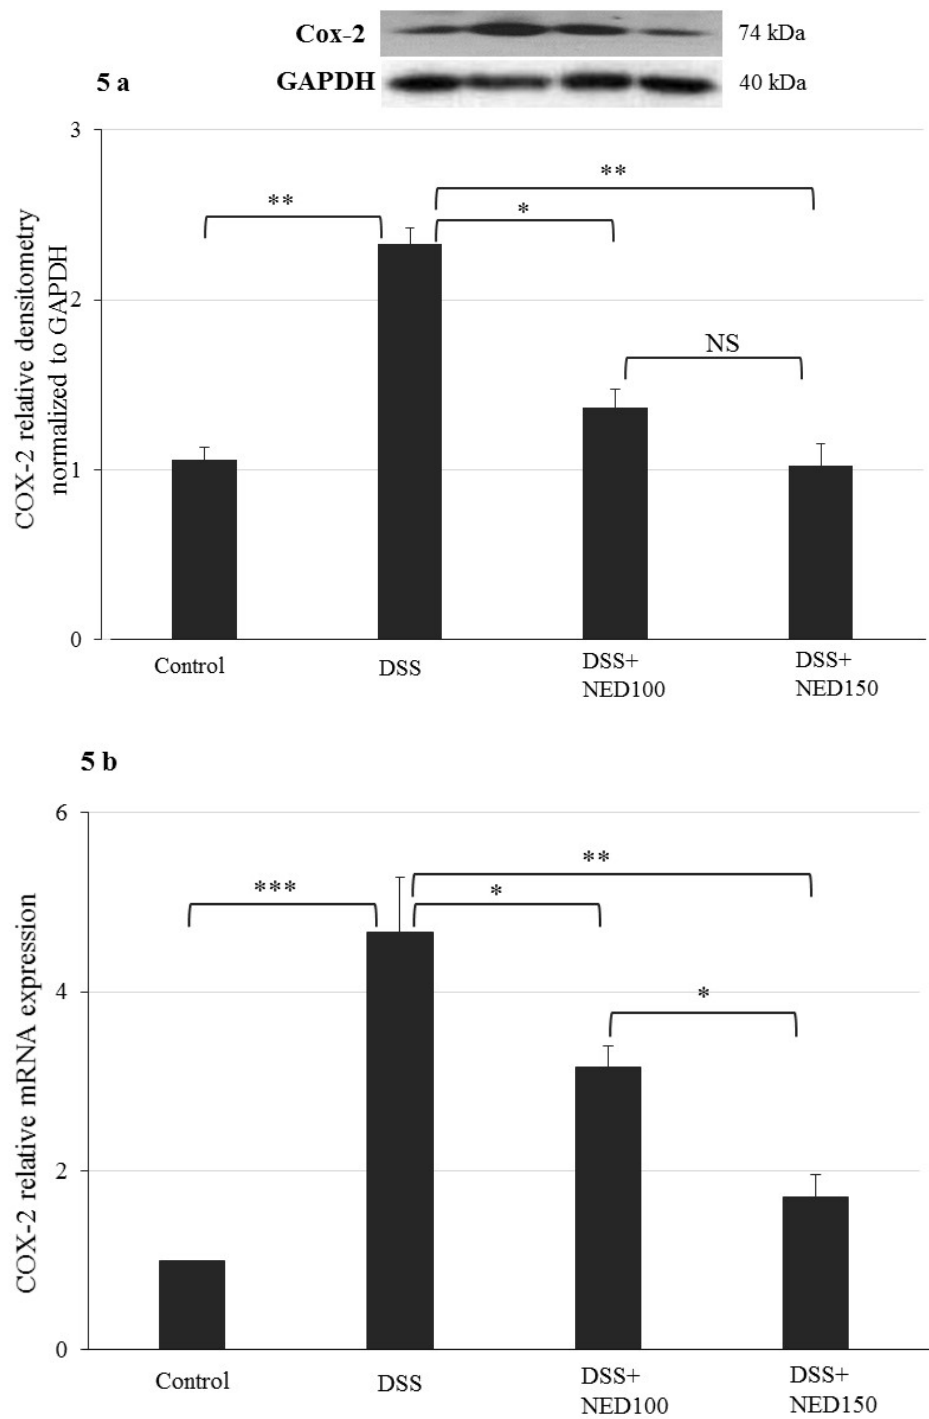 Cox-2 74 kDa
5 a GAPDH 40 kDa
3
**
**
*
2
NS
1
0
COX-2 relative densitometry
normalized to GAPDH
Control DSS DSS+ DSS+
NED100 NED150
5 b
6
**
***
*
4
*
2
0
COX-2 relative mRNA expression
Control DSS DSS+ DSS+
NED100 NED150